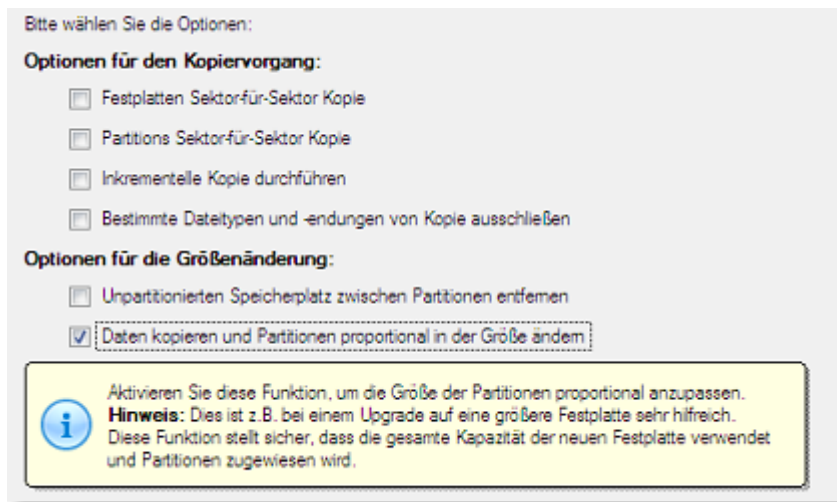 Bitte wählen Sie die Optionen:
Optionen für den Kopiervorgang:
Festplatten Sektor-für-Sektor Kopie
Partitions Sektor-für-Sektor Kopie
Inkrementelle Kopie durchführen
Bestimmte Dateitypen und -endungen von Kopie ausschließen
Optionen für die Größenänderung:
Unpartitionierten Speicherplatz zwischen Partitionen entfernen
Daten kopieren und Partitionen proportional in der Größe ändern
Aktivieren Sie diese Funktion, um die Größe der Partitionen proportional anzupassen.
Hinweis: Dies ist z.B. bei einem Upgrade auf eine größere Festplatte sehr hilfreich.
Diese Funktion stellt sicher, dass die gesamte Kapazität der neuen Festplatte verwendet
und Partitionen zugewiesen wird.